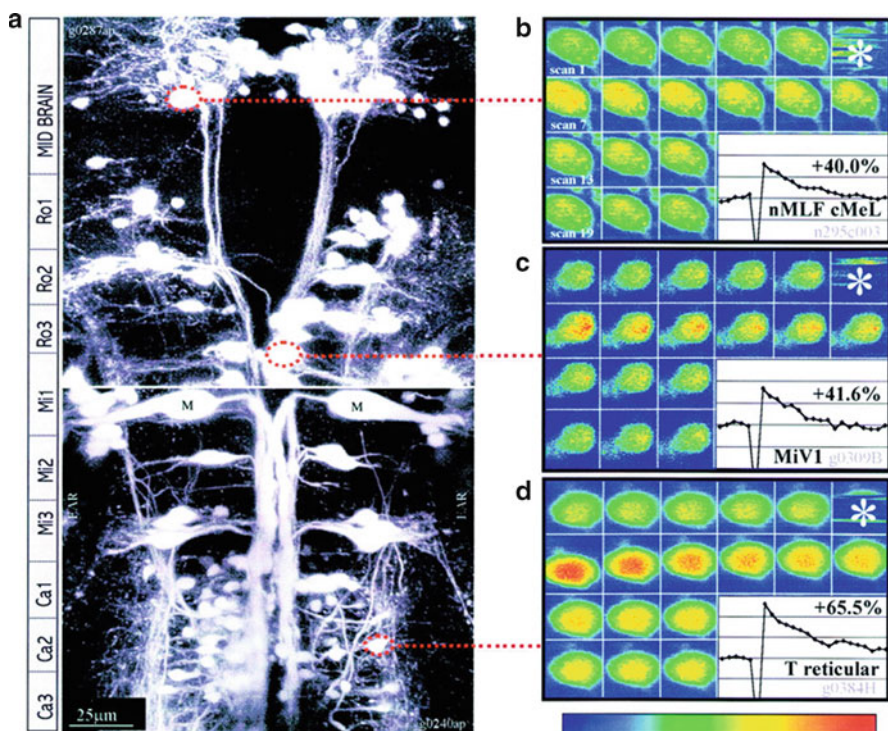 a
g0287ap
MID BRAIN
Ro1
Ro2
Ro3
Mi1
Mi2
Mi3
Ca1
Ca2
Ca3
M
M
EAR
EAR
25µm
g0240ap
b
scan 1
*
scan 7
scan 13
scan 19
+40.0%
nMLF cMeL
n295c003
c
*
+41.6%
MiV1 g0309B
d
*
+65.5%
T reticular
g0384H